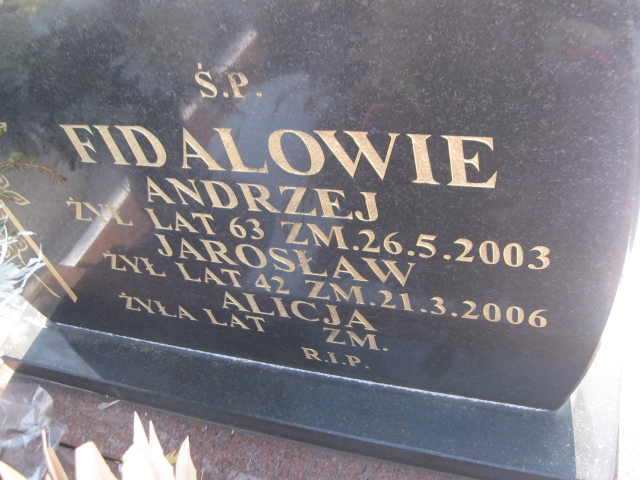 Ś.P.
FIDALOWIE
ANDRZEJ
ŻYŁ LAT 63 ZM. 26.5.2003
JAROSŁAW
ŻYŁ LAT 42 ZM. 21.3.2006
ALICJA
ŻYŁA LAT ZM.
R.I.P.